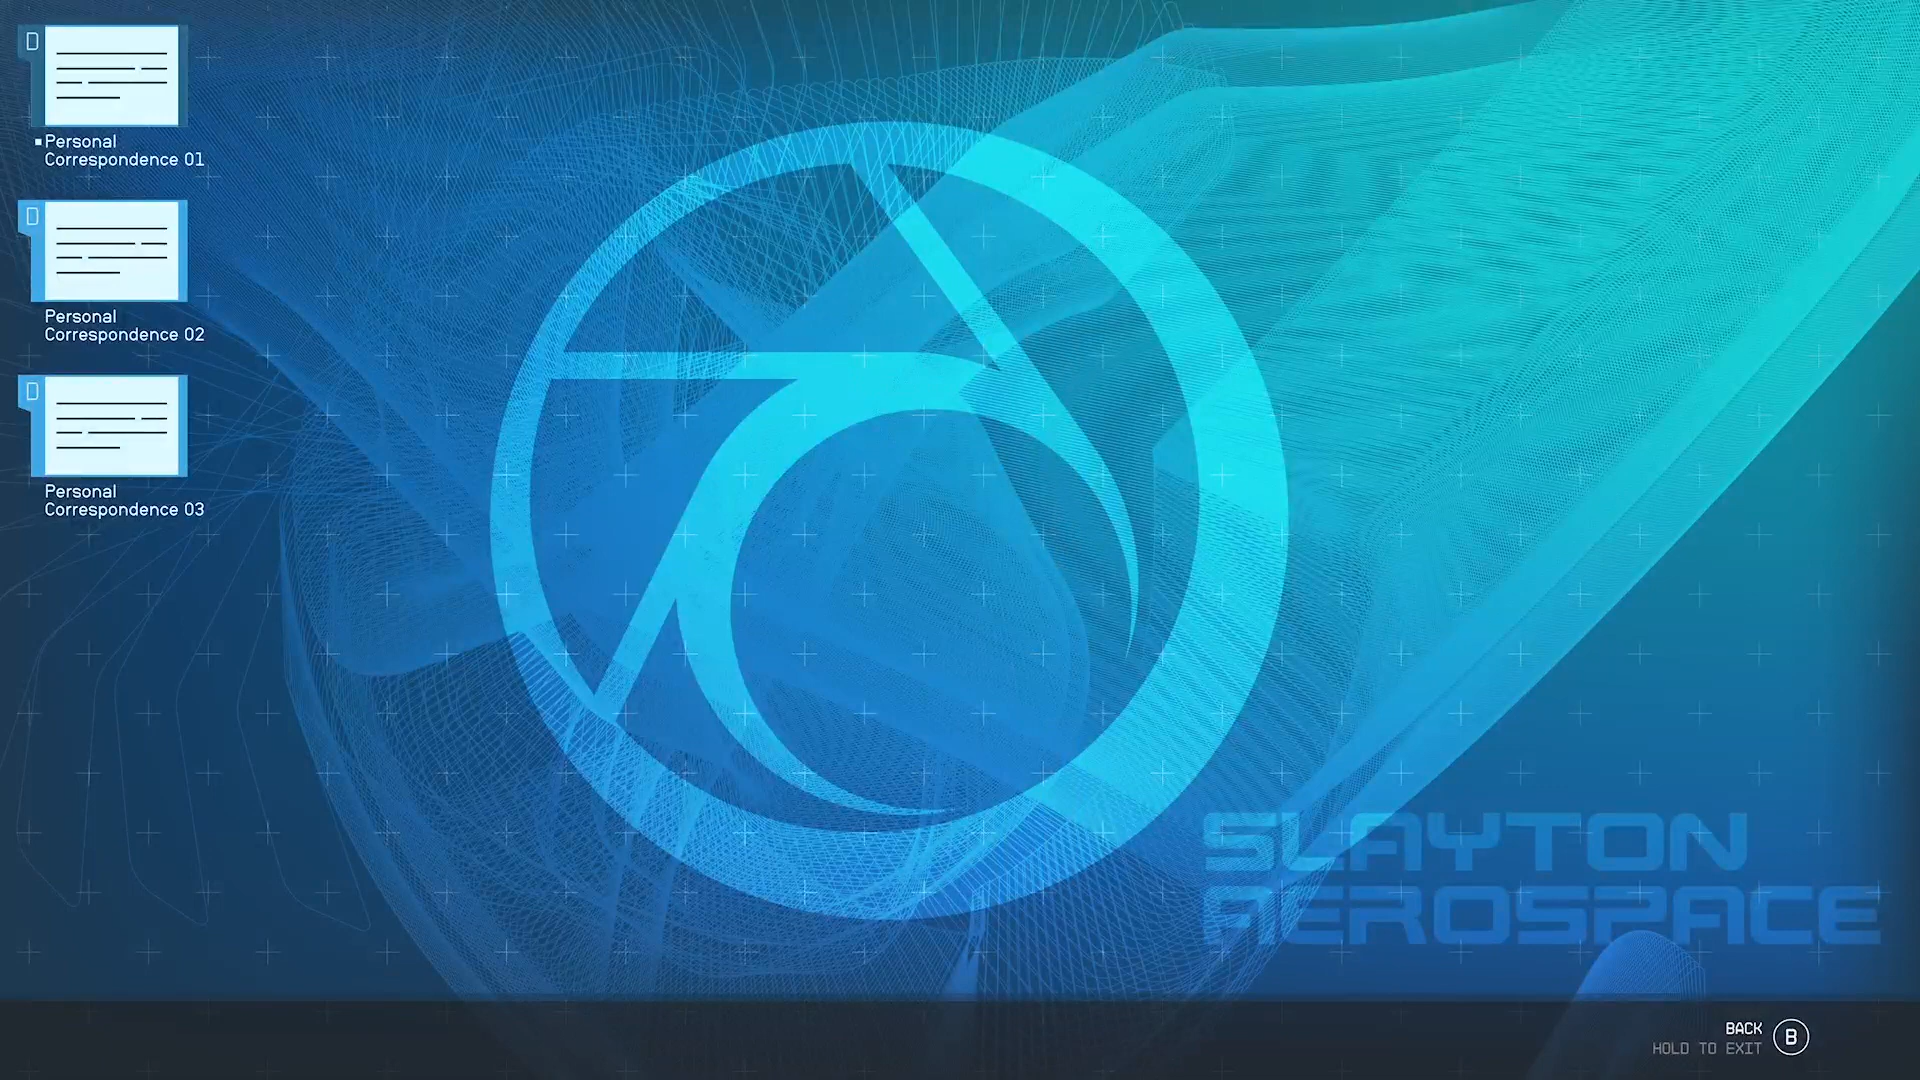 D
Personal
Correspondence 01
D
Personal
Correspondence 02
D
Personal
Correspondence 03
SLAYTON
AEROSPACE
BACK
HOLD TO EXIT
B